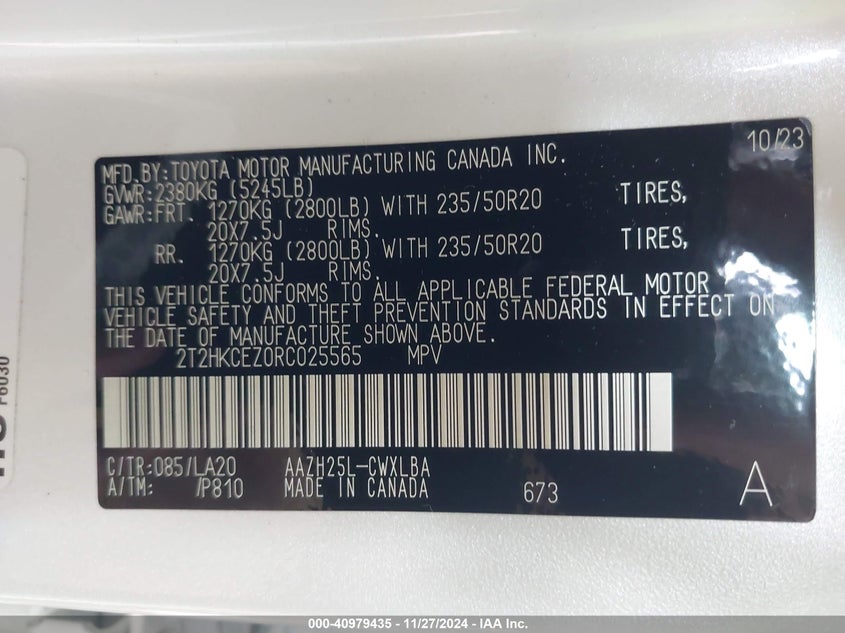 10/23
MFD.BY:TOYOTA MOTOR MANUFACTURING CANADA INC.
GVWR:2380KG (5245LB)
GAWR:FRT. 1270KG (2800LB) WITH 235/50R20 TIRES,
20X7.5J RIMS.
RR. 1270KG (2800LB) WITH 235/50R20 TIRES,
20X7.5J RIMS.
THIS VEHICLE CONFORMS TO ALL APPLICABLE FEDERAL MOTOR
VEHICLE SAFETY AND THEFT PREVENTION STANDARDS IN EFFECT ON
THE DATE OF MANUFACTURE SHOWN ABOVE.
2T2HKCEZ0RC025565 MPV
C/TR:085/LA20 AAZH25L-CWXLBA
A/TM: /P810 MADE IN CANADA 673 A
F6030
000-40979435 - 11/27/2024 - IAA Inc.